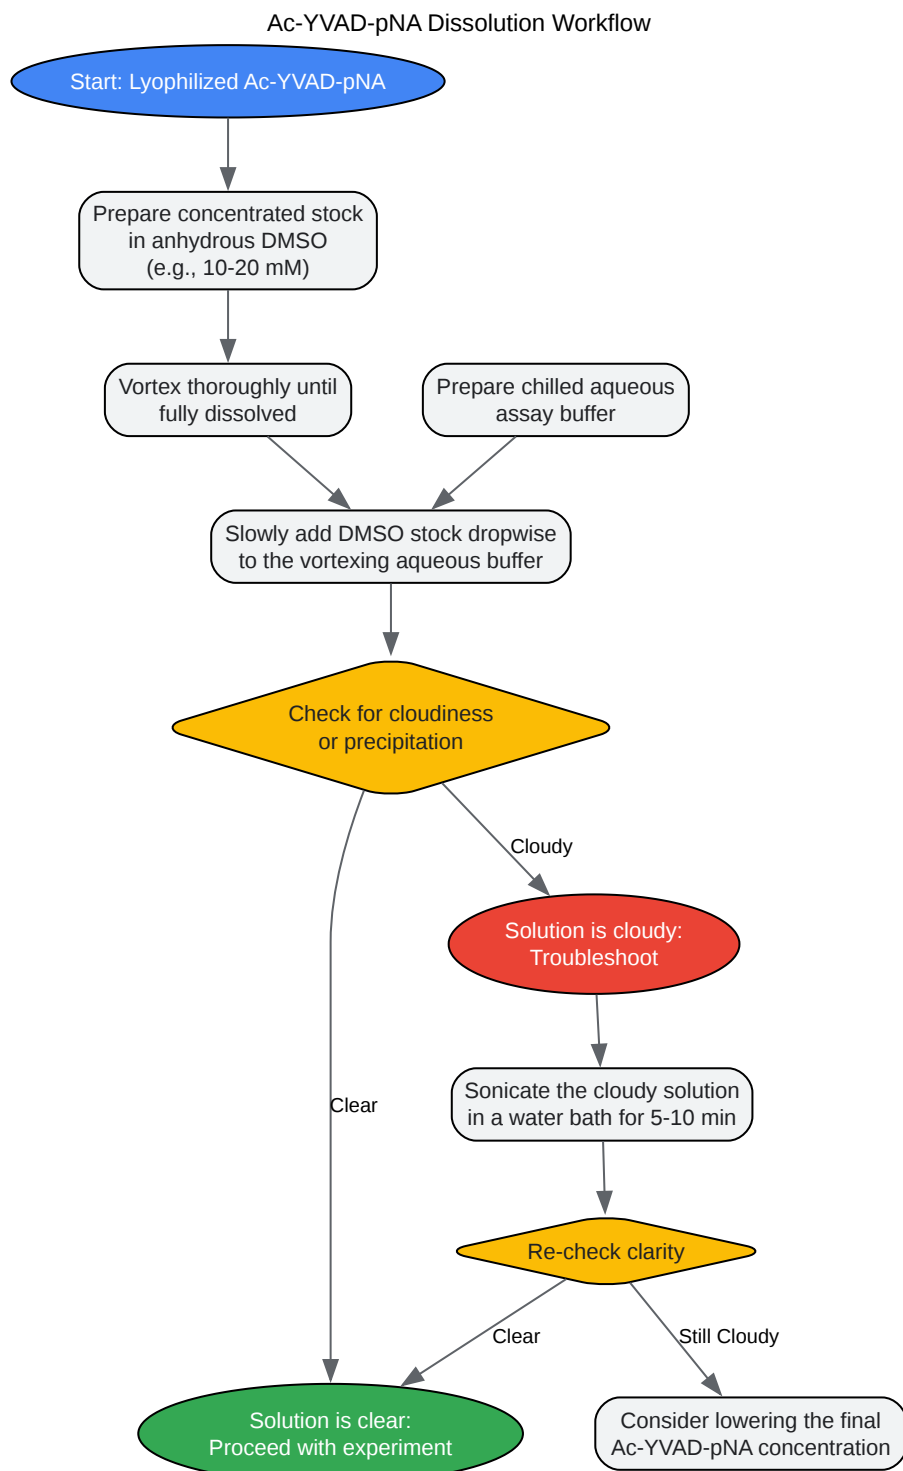 Ac-YVAD-pNA Dissolution Workflow
Start: Lyophilized Ac-YVAD-pNA
Prepare concentrated stock
in anhydrous DMSO
(e.g., 10-20 mM)
Vortex thoroughly until
fully dissolved
Prepare chilled aqueous
assay buffer
Slowly add DMSO stock dropwise
to the vortexing aqueous buffer
Check for cloudiness
or precipitation
Cloudy
Solution is cloudy:
Troubleshoot
Sonicate the cloudy solution
in a water bath for 5-10 min
Clear
Re-check clarity
Clear
Still Cloudy
Solution is clear:
Proceed with experiment
Consider lowering the final
Ac-YVAD-pNA concentration